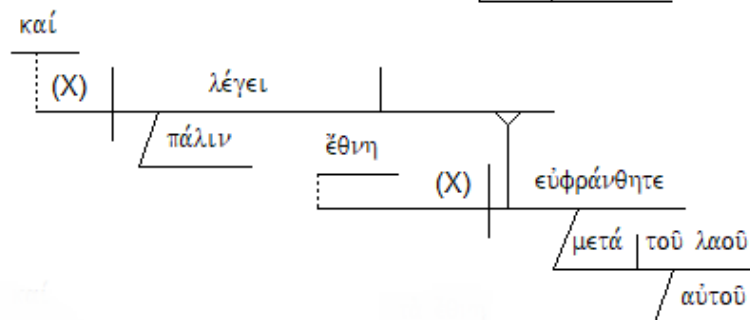 καί
(X) λέγει
πάλιν ἔθνη
(X) εὐφράνθητε
μετά τοῦ λαοῦ
αὐτοῦ